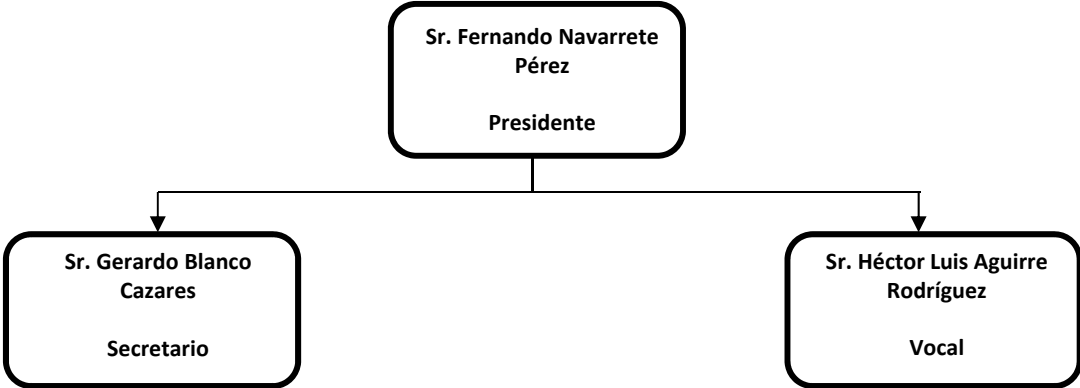 Sr. Fernando Navarrete
Pérez
Presidente
Sr. Gerardo Blanco
Cazares
Secretario
Sr. Héctor Luis Aguirre
Rodríguez
Vocal